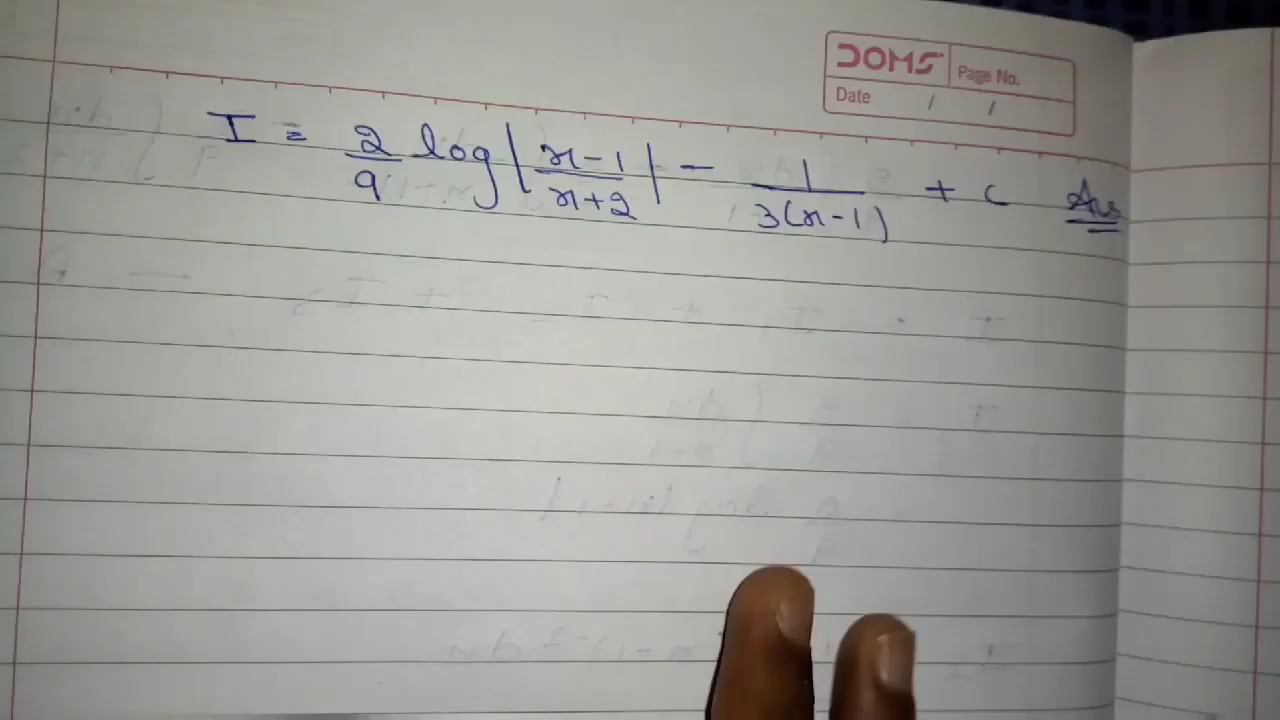 DOMS Page No.
Date / /
I = 2/9 log |x-1/x+2| - 1/3(x-1) + c Ans